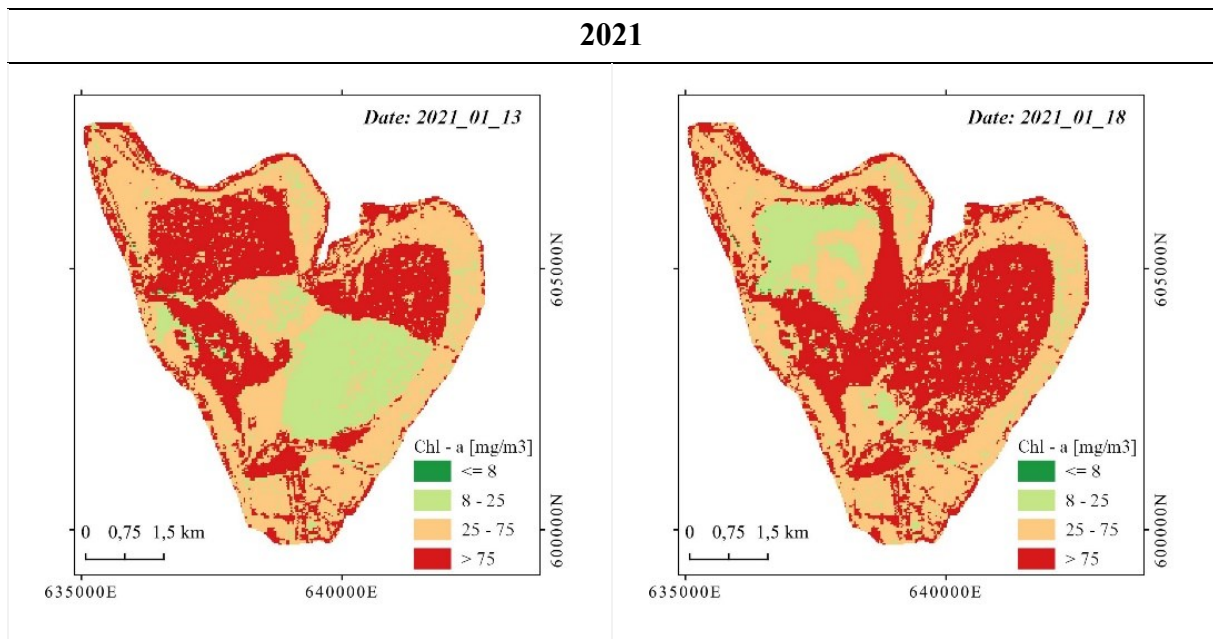 2021
Date: 2021_01_13
Chl - a [mg/m3]
<= 8
8 - 25
25 - 75
> 75
0 0,75 1,5 km
635000E 640000E
605000N
600000N
Date: 2021_01_18
Chl - a [mg/m3]
<= 8
8 - 25
25 - 75
> 75
0 0,75 1,5 km
635000E 640000E
605000N
600000N